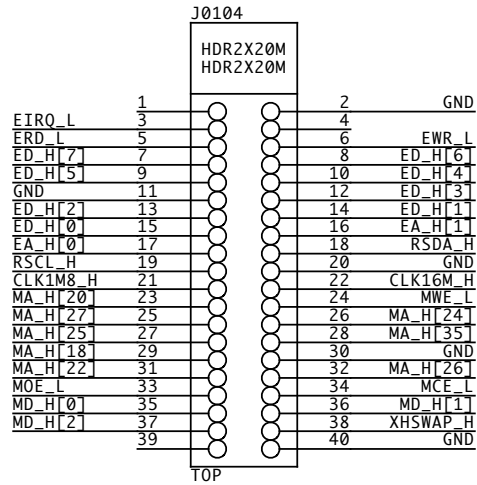 J0104
HDR2X20M
HDR2X20M
1 2 GND
EIRQ_L 3 4
ERD_L 5 6 EWR_L
ED_H[7] 7 8 ED_H[6]
ED_H[5] 9 10 ED_H[4]
GND 11 12 ED_H[3]
ED_H[2] 13 14 ED_H[1]
ED_H[0] 15 16 EA_H[1]
EA_H[0] 17 18 RSDA_H
RSCL_H 19 20 GND
CLK1M8_H 21 22 CLK16M_H
MA_H[20] 23 24 MWE_L
MA_H[27] 25 26 MA_H[24]
MA_H[25] 27 28 MA_H[35]
MA_H[18] 29 30 GND
MA_H[22] 31 32 MA_H[26]
MOE_L 33 34 MCE_L
MD_H[0] 35 36 MD_H[1]
MD_H[2] 37 38 XHSWAP_H
39 40 GND
TOP